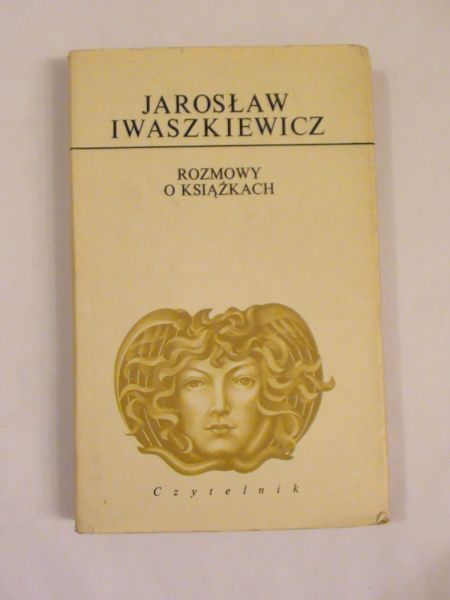 JAROSŁAW
IWASZKIEWICZ
ROZMOWY
O KSIĄŻKACH
Czytelnik